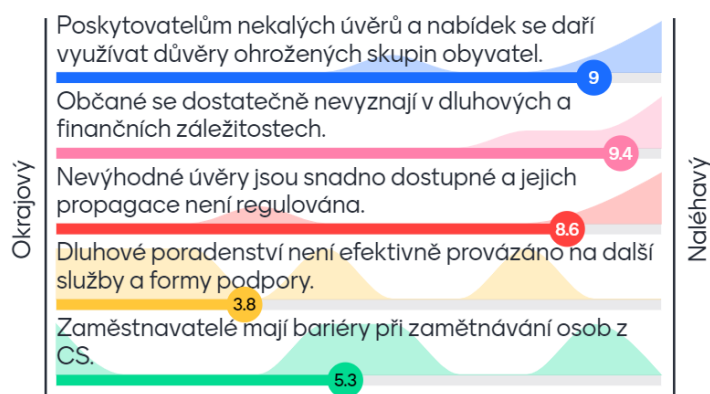 Poskytovatelům nekalých úvěrů a nabídek se daří
využívat důvěry ohrožených skupin obyvatel.
9
Občané se dostatečně nevyznají v dluhových a
finančních záležitostech.
9.4
Nevýhodné úvěry jsou snadno dostupné a jejich
propagace není regulována.
8.6
Dluhové poradenství není efektivně provázáno na další
služby a formy podpory.
3.8
Zaměstnavatelé mají bariéry při zamětnávání osob z
CS.
5.3
Okrajový
Naléhavý